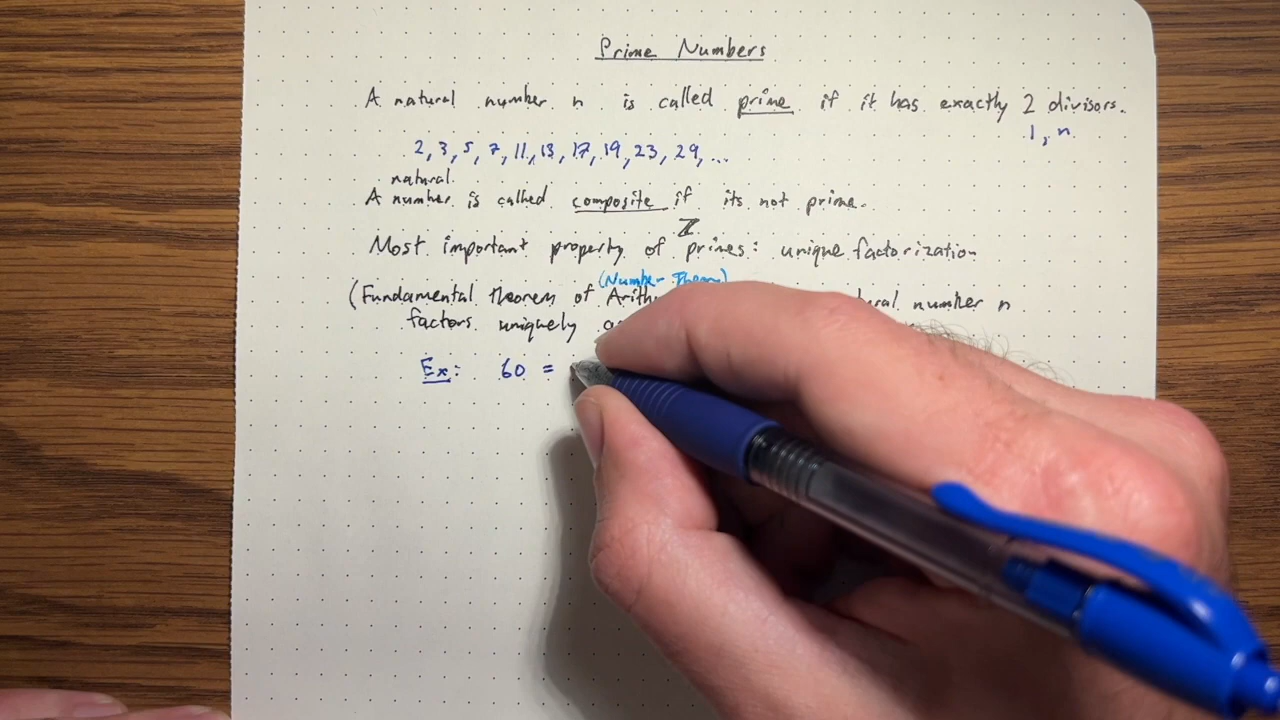 Prime Numbers
A natural number n is called prime if it has exactly 2 divisors.
1, n
2, 3, 5, 7, 11, 13, 17, 19, 23, 29, ...
natural
A number is called composite if its not prime.
ℤ
Most important property of primes: unique factorization
(Number Theory)
(Fundamental theorem of number n
factors uniquely
Ex: 60 =